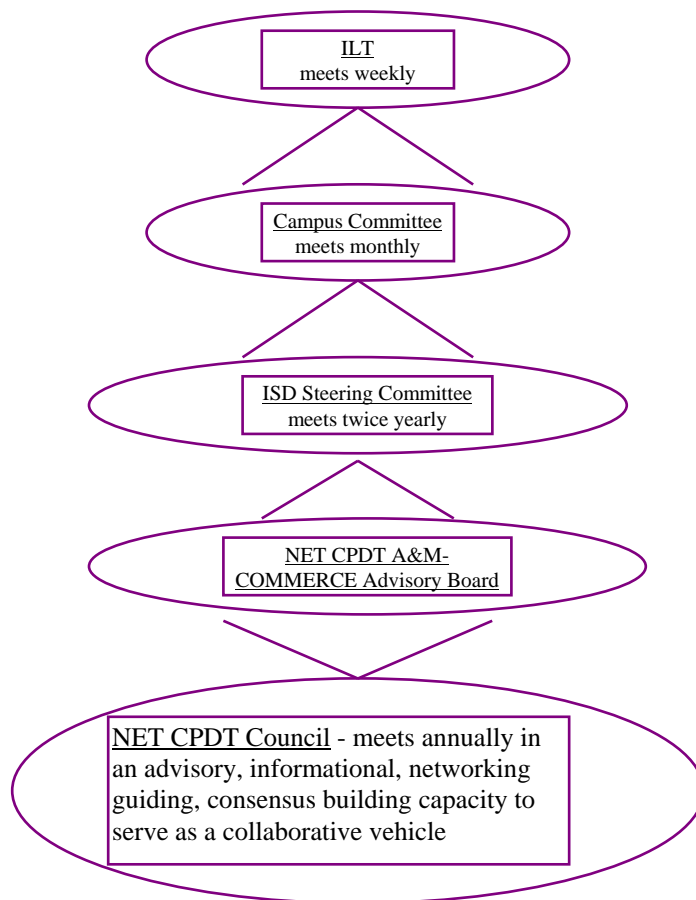 ILT
meets weekly
Campus Committee
meets monthly
ISD Steering Committee
meets twice yearly
NET CPDT A&M-
COMMERCE Advisory Board
NET CPDT Council - meets annually in
an advisory, informational, networking
guiding, consensus building capacity to
serve as a collaborative vehicle